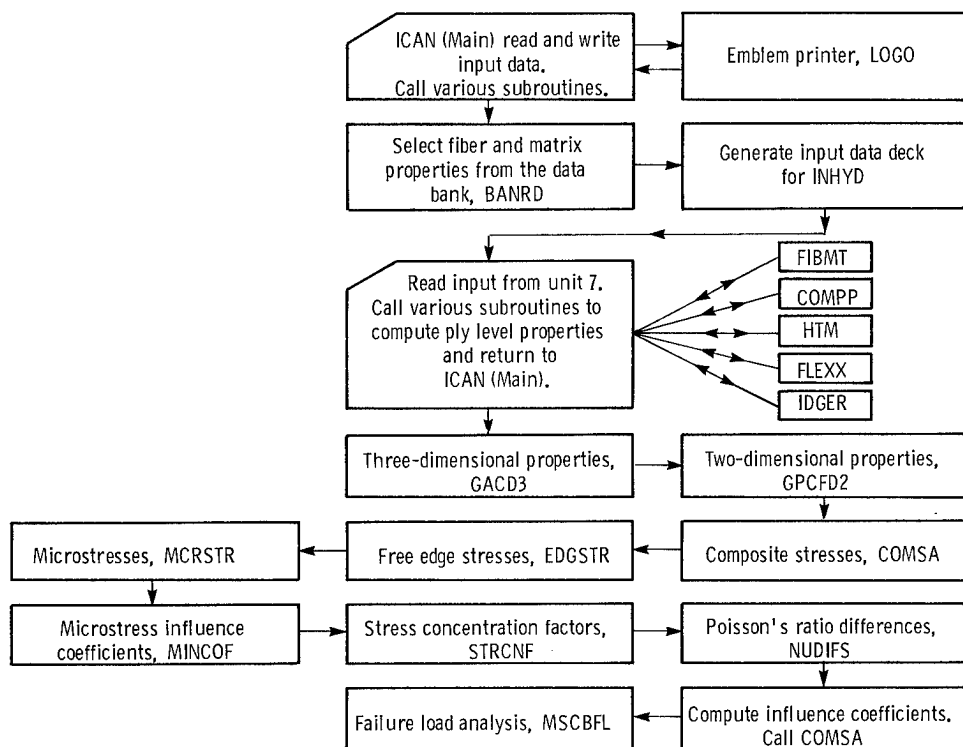 ICAN (Main) read and write
input data.
Call various subroutines.
Emblem printer, LOGO
Select fiber and matrix
properties from the data
bank, BANRD
Generate input data deck
for INHYD
Read input from unit 7.
Call various subroutines to
compute ply level properties
and return to
ICAN (Main).
FIBMT
COMPP
HTM
FLEXX
IDGER
Three-dimensional properties,
GACD3
Two-dimensional properties,
GPCFD2
Microstresses, MCRSTR
Free edge stresses, EDGSTR
Composite stresses, COMSA
Microstress influence
coefficients, MINCOF
Stress concentration factors,
STRCNF
Poisson's ratio differences,
NUDIFS
Failure load analysis, MSCBFL
Compute influence coefficients.
Call COMSA